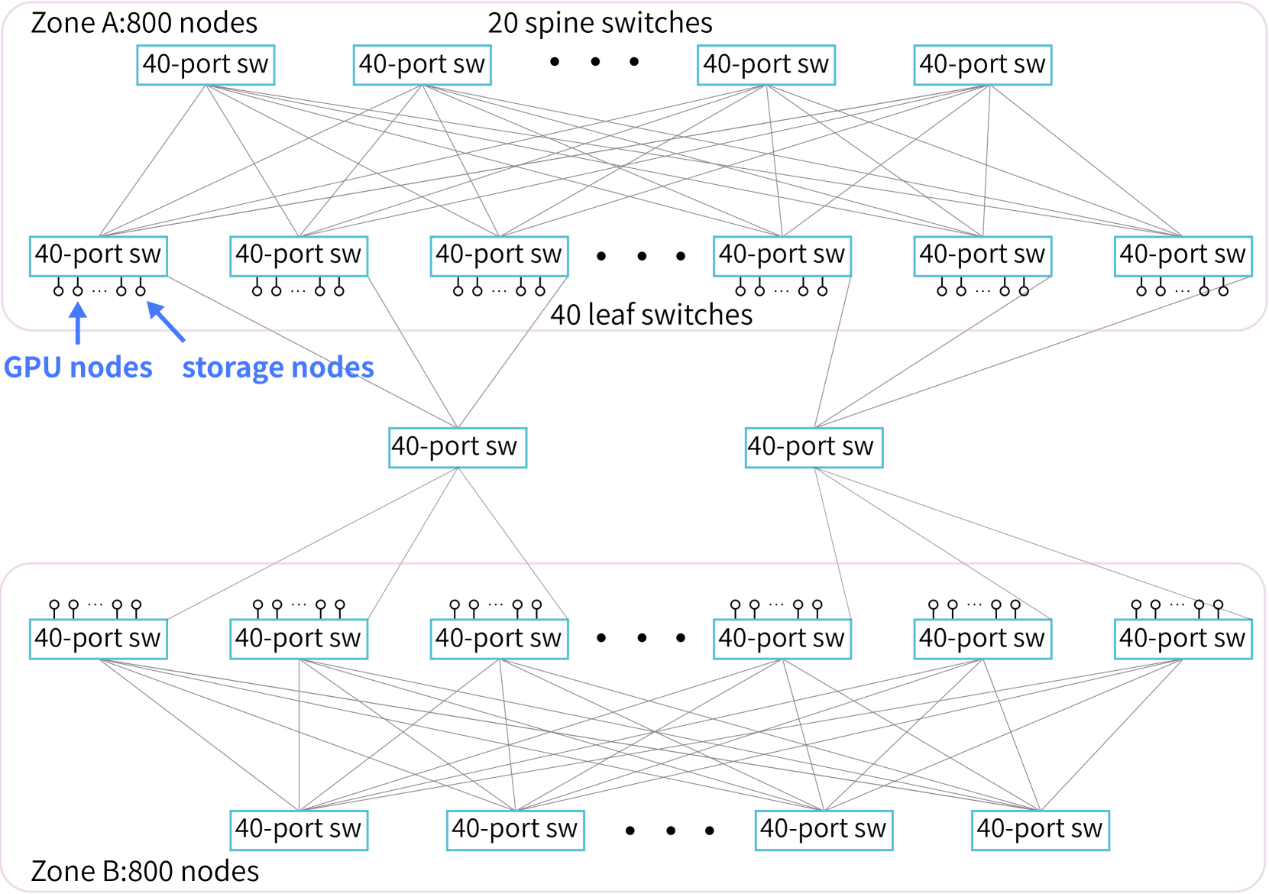 Zone A:800 nodes
20 spine switches
40-port sw
40-port sw
• • •
40-port sw
40-port sw
40-port sw
40-port sw
40-port sw
• • •
40-port sw
40-port sw
40-port sw
...
...
...
...
...
...
40 leaf switches
GPU nodes
storage nodes
40-port sw
40-port sw
...
...
...
...
...
...
40-port sw
40-port sw
40-port sw
• • •
40-port sw
40-port sw
40-port sw
40-port sw
40-port sw
• • •
40-port sw
40-port sw
Zone B:800 nodes